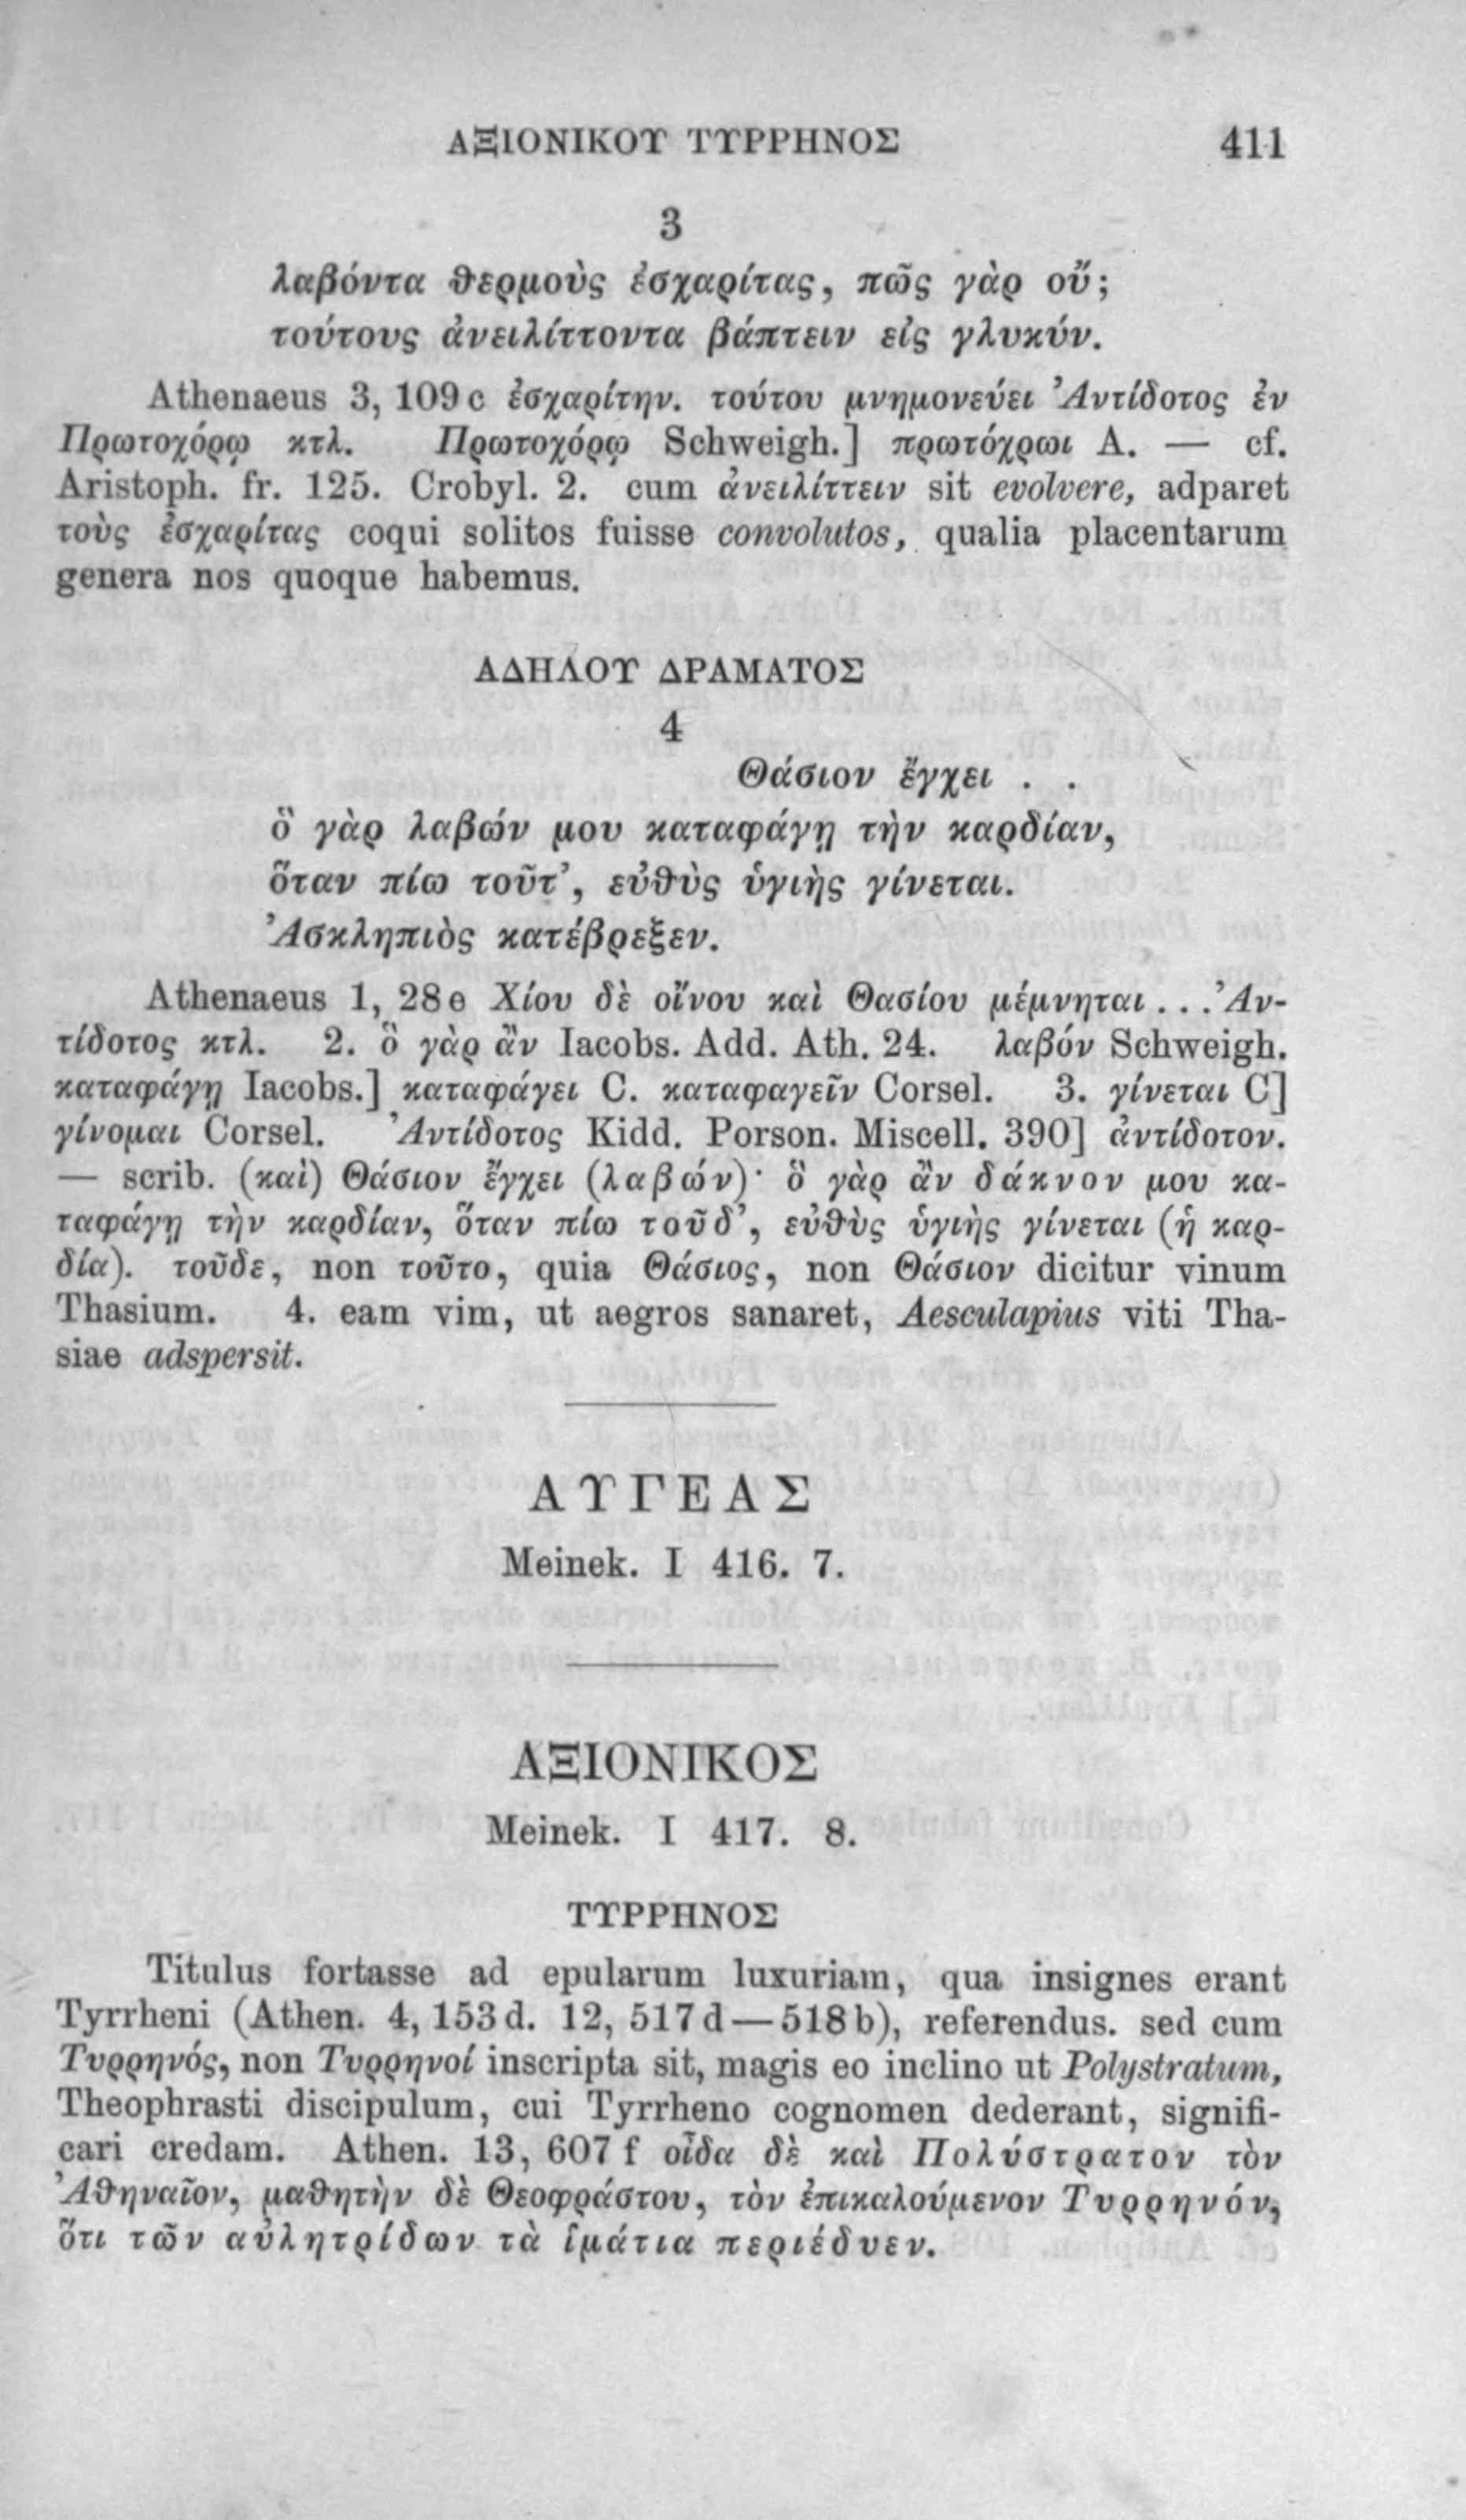 ΑΞΙΟΝΙΚΟΥ ΤΥΡΡΗΝΟΣ 411
3
λαβόντα θερμοὺς ἐσχαρίτας, πῶς γὰρ οὔ;
τούτους ἀνειλίττοντα βάπτειν εἰς γλυκύν.
Athenaeus 3, 109 c ἐσχαρίτην. τούτου μνημονεύει Ἀντίδοτος ἐν
Πρωτοχόρῳ κτλ. Πρωτοχόρῳ Schweigh.] πρωτόχρωι A. — cf.
Aristoph. fr. 125. Crobyl. 2. cum ἀνειλίττειν sit evolvere, adparet
τοὺς ἐσχαρίτας coqui solitos fuisse convolutos, qualia placentarum
genera nos quoque habemus.
ΑΔΗΛΟΥ ΔΡΑΜΑΤΟΣ
4
Θάσιον ἔγχει . .
ὃ γὰρ λαβών μου καταφάγῃ τὴν καρδίαν,
ὅταν πίω τοῦτ’, εὐθὺς ὑγιὴς γίνεται.
Ἀσκληπιὸς κατέβρεξεν.
Athenaeus 1, 28 e Χίου δὲ οἴνου καὶ Θασίου μέμνηται . . . Ἀν-
τίδοτος κτλ. 2. ὃ γὰρ ἂν Iacobs. Add. Ath. 24. λαβόν Schweigh.
καταφάγῃ Iacobs.] καταφάγει C. καταφαγεῖν Corsel. 3. γίνεται C]
γίνομαι Corsel. Ἀντίδοτος Kidd. Porson. Miscell. 390] ἀντίδοτον.
— scrib. (καὶ) Θάσιον ἔγχει (λαβών)· ὃ γὰρ ἂν δάκνον μου κα-
ταφάγῃ τὴν καρδίαν, ὅταν πίω τοῦδ’, εὐθὺς ὑγιὴς γίνεται (ἡ καρ-
δία). τοῦδε, non τοῦτο, quia Θάσιος, non Θάσιον dicitur vinum
Thasium. 4. eam vim, ut aegros sanaret, Aesculapius viti Tha-
siae adspersit.
ΑΥΓΕΑΣ
Meinek. I 416. 7.
ΑΞΙΟΝΙΚΟΣ
Meinek. I 417. 8.
ΤΥΡΡΗΝΟΣ
Titulus fortasse ad epularum luxuriam, qua insignes erant
Tyrrheni (Athen. 4, 153 d. 12, 517 d — 518 b), referendus. sed cum
Τυρρηνός, non Τυρρηνοί inscripta sit, magis eo inclino ut Polystratum,
Theophrasti discipulum, cui Tyrrheno cognomen dederant, signifi-
cari credam. Athen. 13, 607 f οἶδα δὲ καὶ Πολύστρατον τὸν
Ἀθηναῖον, μαθητὴν δὲ Θεοφράστου, τὸν ἐπικαλούμενον Τυρρηνόν,
ὅτι τῶν αὐλητρίδων τὰ ἱμάτια περιέδυεν.